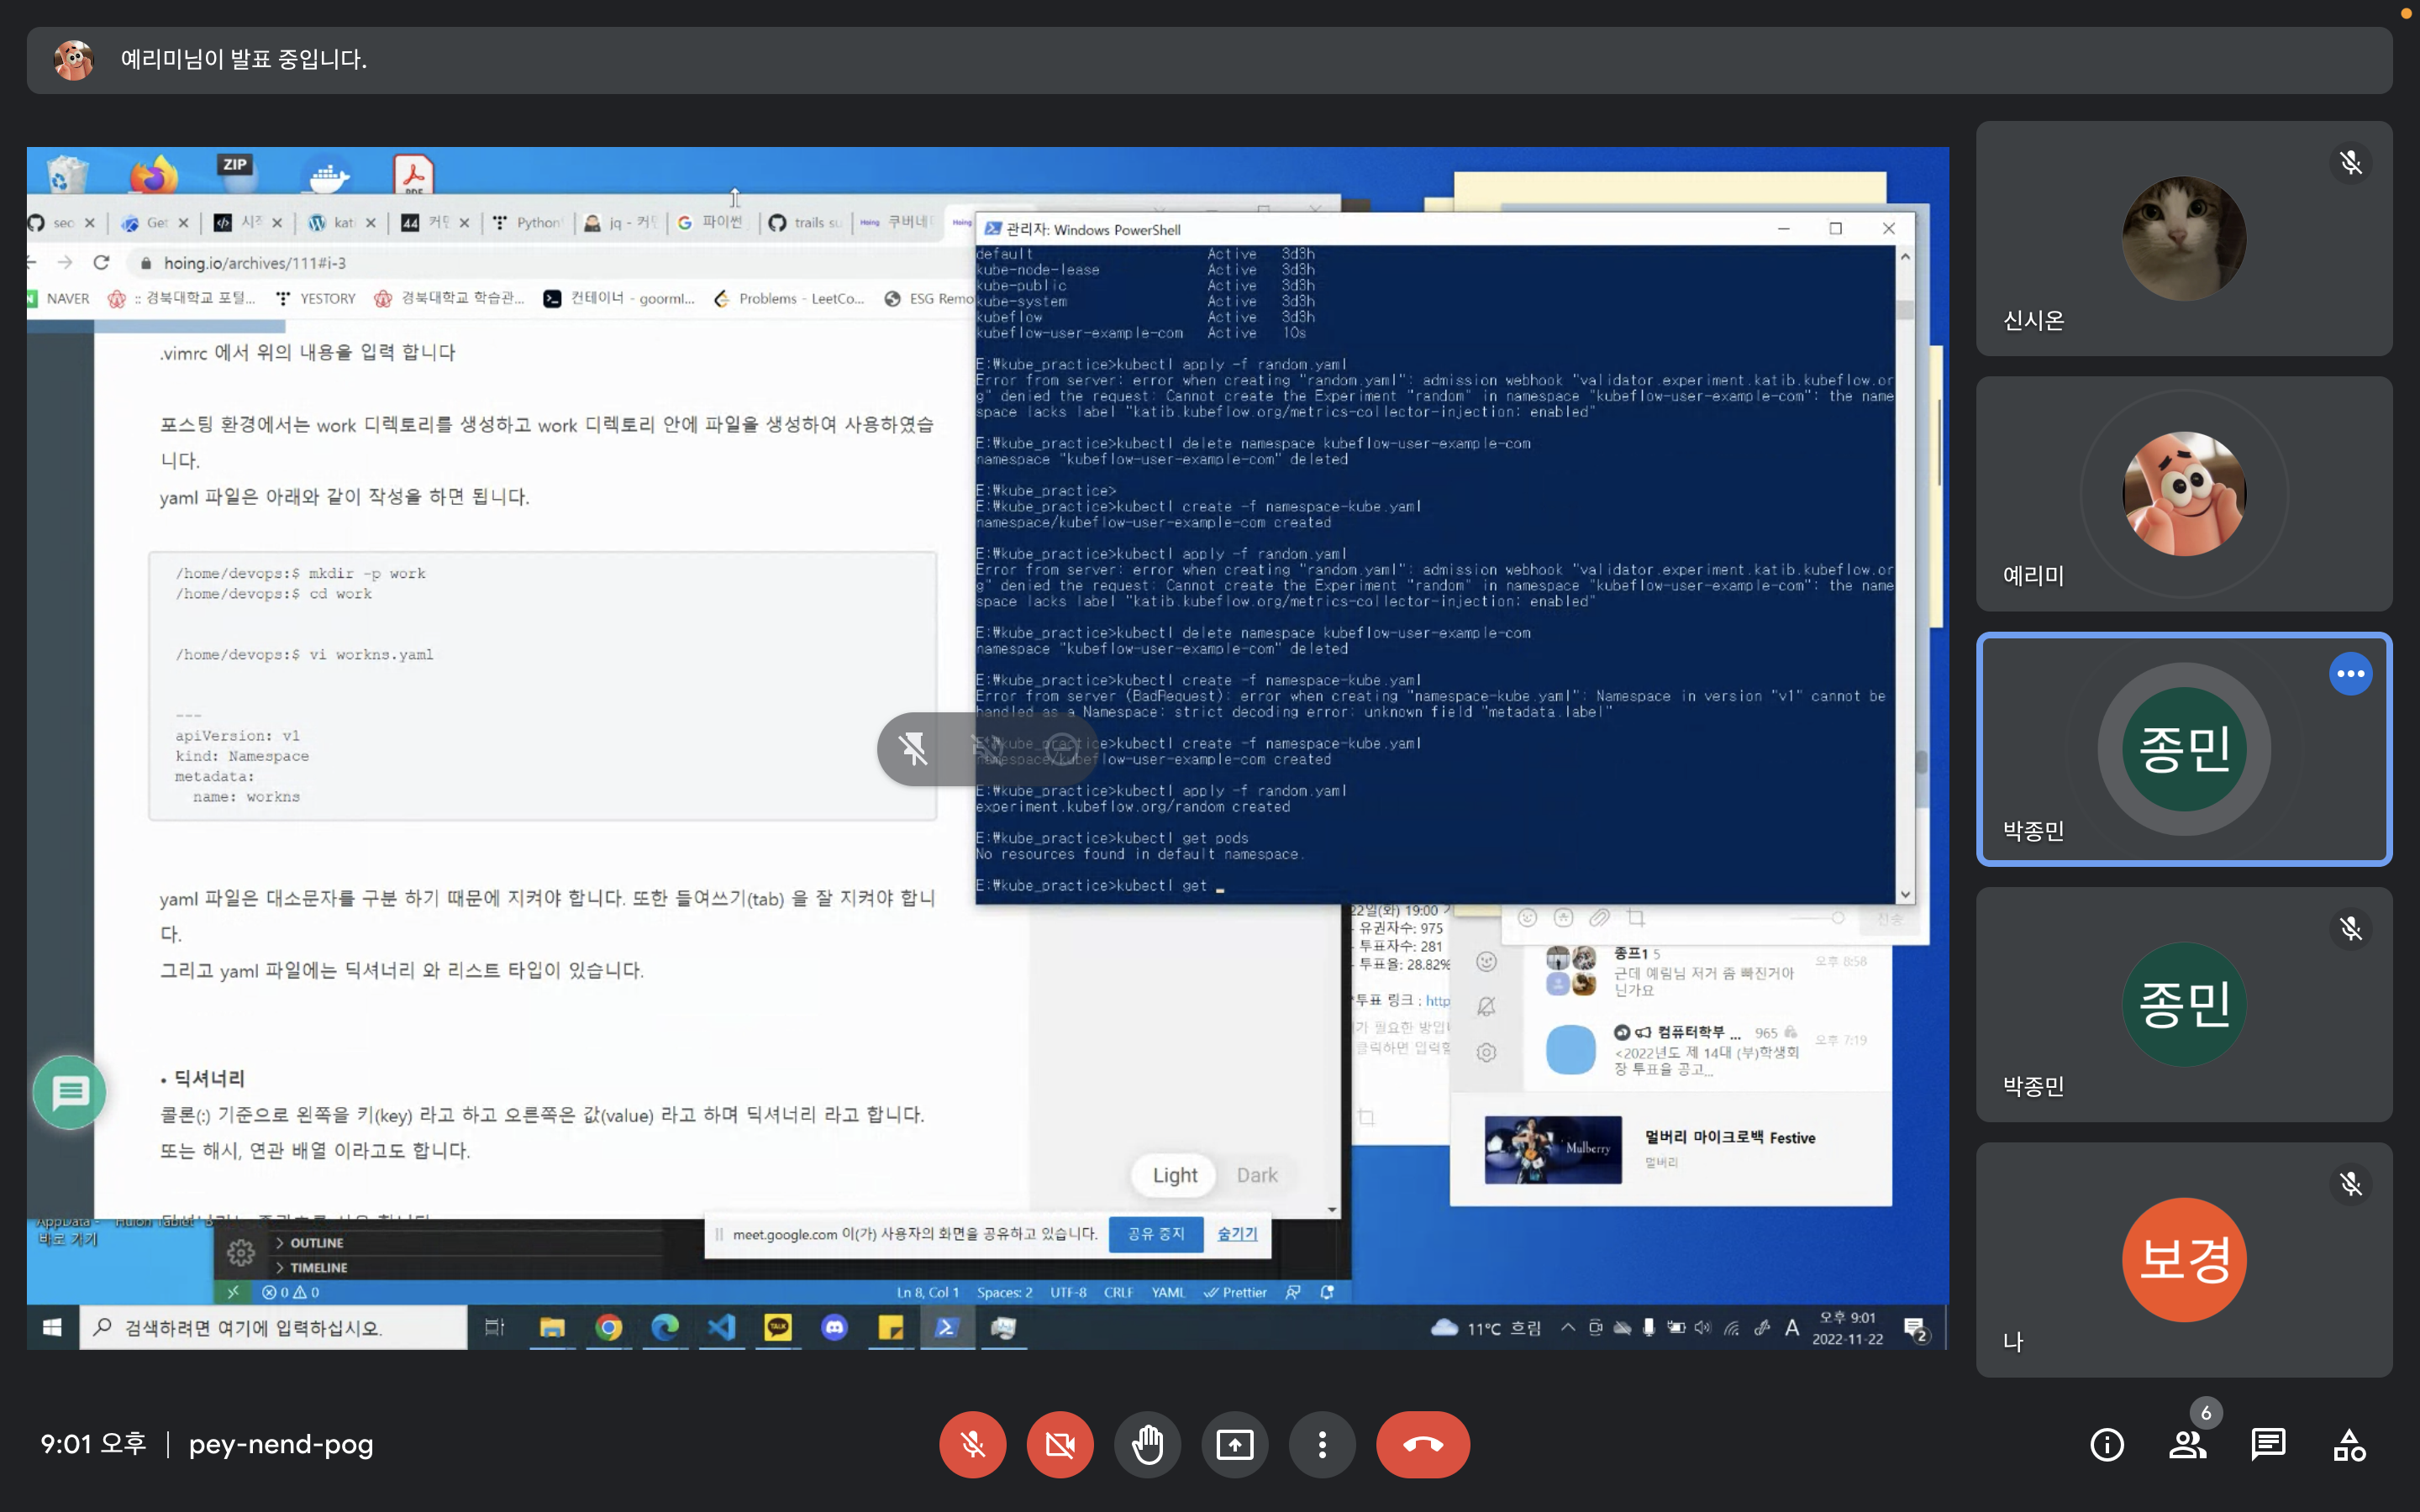 예리미님이 발표 중입니다.
ZIP
PDF
seo
Get
시작
kati
44 커먼
Python
jq - 커맨
파이썬
trails su
Hoing 쿠버네티
Hoing
hoing.io/archives/111#i-3
NAVER
:: 경북대학교 포털...
YESTORY
경북대학교 학습관...
컨테이너 - goorml...
Problems - LeetCo...
ESG Remo
.vimrc 에서 위의 내용을 입력 합니다
포스팅 환경에서는 work 디렉토리를 생성하고 work 디렉토리 안에 파일을 생성하여 사용하였습
니다.
yaml 파일은 아래와 같이 작성을 하면 됩니다.
/home/devops:$ mkdir -p work
/home/devops:$ cd work
/home/devops:$ vi workns.yaml
---
apiVersion: v1
kind: Namespace
metadata:
  name: workns
yaml 파일은 대소문자를 구분 하기 때문에 지켜야 합니다. 또한 들여쓰기(tab) 을 잘 지켜야 합니
다.
그리고 yaml 파일에는 딕셔너리 와 리스트 타입이 있습니다.
• 딕셔너리
콜론(:) 기준으로 왼쪽을 키(key) 라고 하고 오른쪽은 값(value) 라고 하며 딕셔너리 라고 합니다.
또는 해시, 연관 배열 이라고도 합니다.
Light
Dark
관리자: Windows PowerShell
default Active 3d3h
kube-node-lease Active 3d3h
kube-public Active 3d3h
kube-system Active 3d3h
kubeflow Active 3d3h
kubeflow-user-example-com Active 10s
E:₩kube_practice>kubectl apply -f random.yaml
Error from server: error when creating "random.yaml": admission webhook "validator.experiment.katib.kubeflow.or
g" denied the request: Cannot create the Experiment "random" in namespace "kubeflow-user-example-com": the name
space lacks label "katib.kubeflow.org/metrics-collector-injection: enabled"
E:₩kube_practice>kubectl delete namespace kubeflow-user-example-com
namespace "kubeflow-user-example-com" deleted
E:₩kube_practice>
E:₩kube_practice>kubectl create -f namespace-kube.yaml
namespace/kubeflow-user-example-com created
E:₩kube_practice>kubectl apply -f random.yaml
Error from server: error when creating "random.yaml": admission webhook "validator.experiment.katib.kubeflow.or
g" denied the request: Cannot create the Experiment "random" in namespace "kubeflow-user-example-com": the name
space lacks label "katib.kubeflow.org/metrics-collector-injection: enabled"
E:₩kube_practice>kubectl delete namespace kubeflow-user-example-com
namespace "kubeflow-user-example-com" deleted
E:₩kube_practice>kubectl create -f namespace-kube.yaml
Error from server (BadRequest): error when creating "namespace-kube.yaml": Namespace in version "v1" cannot be
handled as a Namespace: strict decoding error: unknown field "metadata.label"
E:₩kube_practice>kubectl create -f namespace-kube.yaml
namespace/kubeflow-user-example-com created
E:₩kube_practice>kubectl apply -f random.yaml
experiment.kubeflow.org/random created
E:₩kube_practice>kubectl get pods
No resources found in default namespace.
E:₩kube_practice>kubectl get _
22일(화) 19:00 기
- 유권자수: 975
- 투표자수: 281
- 투표율: 28.82%
*투표 링크 : http
가 필요한 방입
클릭하면 입력할
전송
종프1 5
오후 8:58
근데 예림님 저거 좀 빠진거아
닌가요
컴퓨터학부 ... 965
오후 7:19
<2022년도 제 14대 (부)학생회
장 투표율 공고...
Mulberry
멀버리 마이크로백 Festive
멀버리
AppData -
바로 가기
Huion Tablet
meet.google.com 이(가) 사용자의 화면을 공유하고 있습니다.
공유 중지
숨기기
OUTLINE
TIMELINE
0 0
Ln 8, Col 1
Spaces: 2
UTF-8
CRLF
YAML
Prettier
검색하려면 여기에 입력하십시오.
TALK
11°C 흐림
A
오후 9:01
2022-11-22
2
신시온
예리미
종민
박종민
종민
박종민
보경
나
9:01 오후
pey-nend-pog
6